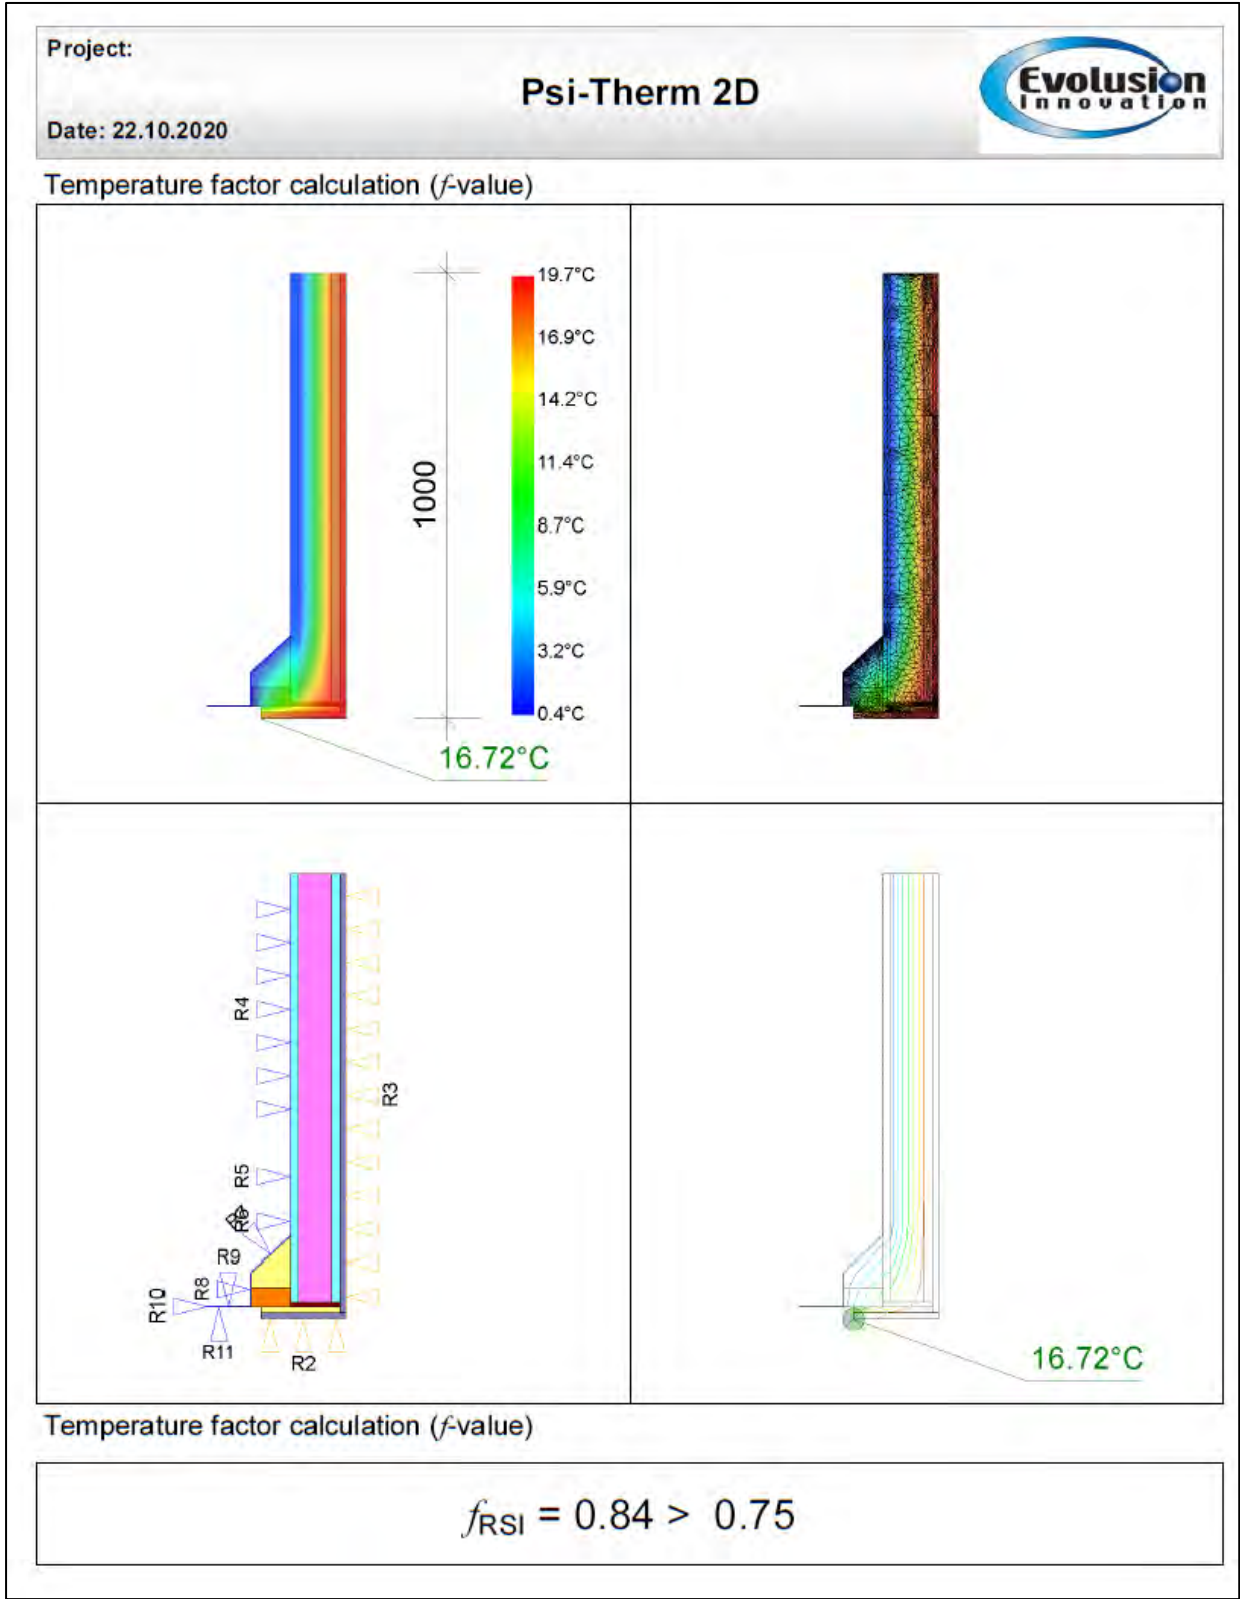 Project:
Psi-Therm 2D
Evolusion
Innovation
Date: 22.10.2020
Temperature factor calculation (f-value)
19.7°C
16.9°C
14.2°C
11.4°C
8.7°C
5.9°C
3.2°C
0.4°C
1000
16.72°C
R4
R3
R5
R6
R9
R8
R10
R11
R2
16.72°C
Temperature factor calculation (f-value)
fRSI = 0.84 > 0.75